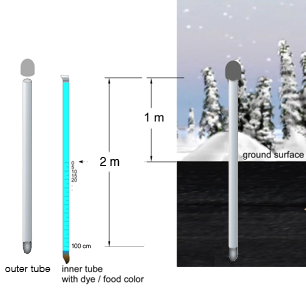 1 m
2 m
ground surface
100 cm
outer tube
inner tube
with dye / food color